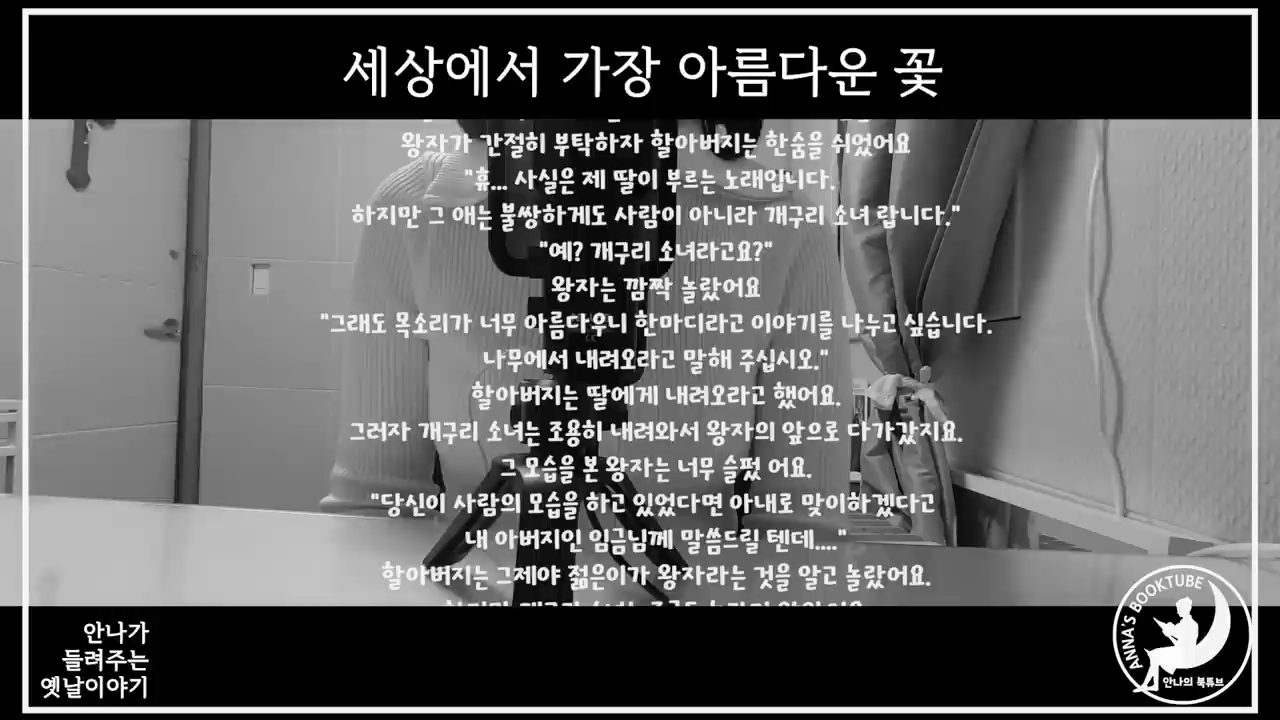 세상에서 가장 아름다운 꽃
왕자가 간절히 부탁하자 할아버지는 한숨을 쉬었어요
"휴... 사실은 제 딸이 부르는 노래입니다.
하지만 그 애는 불쌍하게도 사람이 아니라 개구리 소녀 랍니다."
"예? 개구리 소녀라고요?"
왕자는 깜짝 놀랐어요
"그래도 목소리가 너무 아름다우니 한마디라고 이야기를 나누고 싶습니다.
나무에서 내려오라고 말해 주십시오."
할아버지는 딸에게 내려오라고 했어요.
그러자 개구리 소녀는 조용히 내려와서 왕자의 앞으로 다가갔지요.
그 모습을 본 왕자는 너무 슬펐 어요.
"당신이 사람의 모습을 하고 있었다면 아내로 맞이하겠다고
내 아버지인 임금님께 말씀드릴 텐데...."
할아버지는 그제야 젊은이가 왕자라는 것을 알고 놀랐어요.
안나가
들려주는
옛날이야기
ANNA'S BOOKTUBE
안나의 북튜브